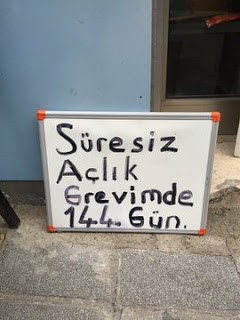 Süresiz
Açlık
Grevimde
144. Gün.